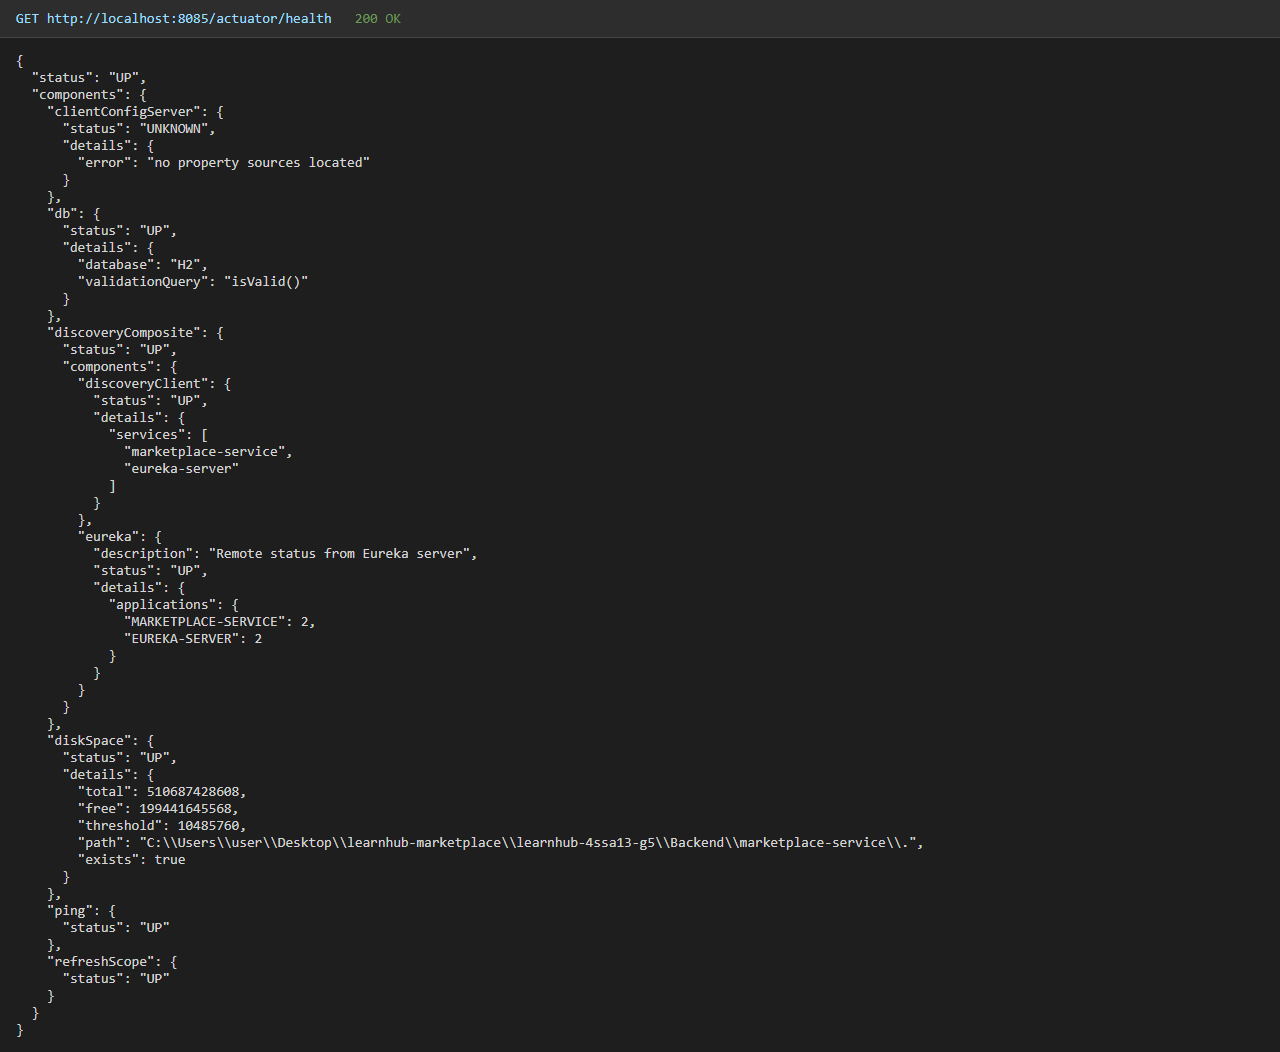 GET http://localhost:8085/actuator/health 200 OK
{
  "status": "UP",
  "components": {
    "clientConfigServer": {
      "status": "UNKNOWN",
      "details": {
        "error": "no property sources located"
      }
    },
    "db": {
      "status": "UP",
      "details": {
        "database": "H2",
        "validationQuery": "isValid()"
      }
    },
    "discoveryComposite": {
      "status": "UP",
      "components": {
        "discoveryClient": {
          "status": "UP",
          "details": {
            "services": [
              "marketplace-service",
              "eureka-server"
            ]
          }
        },
        "eureka": {
          "description": "Remote status from Eureka server",
          "status": "UP",
          "details": {
            "applications": {
              "MARKETPLACE-SERVICE": 2,
              "EUREKA-SERVER": 2
            }
          }
        }
      }
    },
    "diskSpace": {
      "status": "UP",
      "details": {
        "total": 510687428608,
        "free": 199441645568,
        "threshold": 10485760,
        "path": "C:\\Users\\user\\Desktop\\learnhub-marketplace\\learnhub-4ssa13-g5\\Backend\\marketplace-service\\.",
        "exists": true
      }
    },
    "ping": {
      "status": "UP"
    },
    "refreshScope": {
      "status": "UP"
    }
  }
}